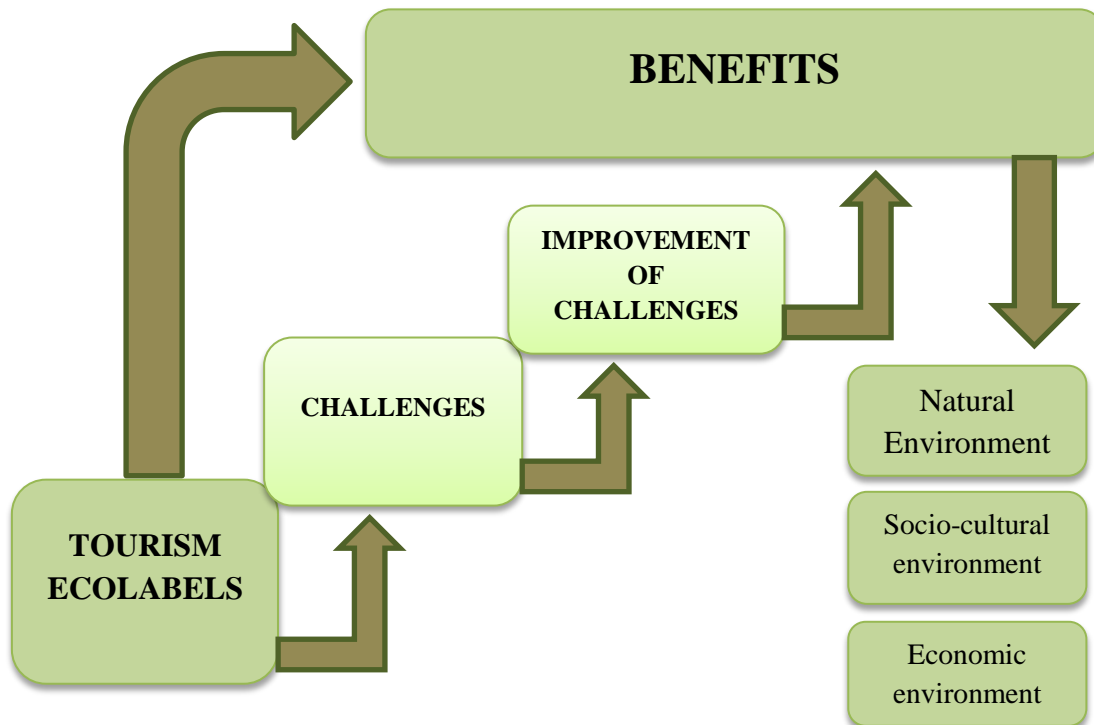 BENEFITS
IMPROVEMENT
OF
CHALLENGES
CHALLENGES
TOURISM
ECOLABELS
Natural
Environment
Socio-cultural
environment
Economic
environment